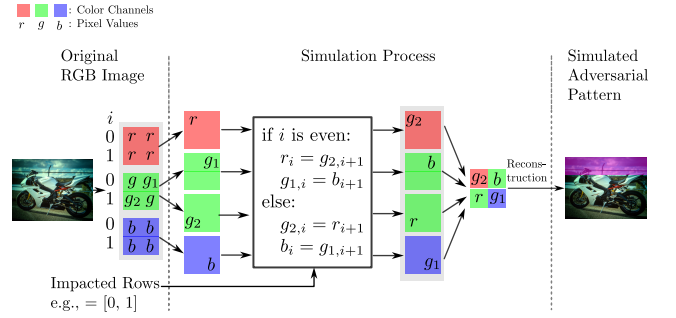 : Color Channels
r g b : Pixel Values
Original
RGB Image
Simulation Process
Simulated
Adversarial
Pattern
i
0
1
0
1
0
1
r r
r r
g g₁
g₂ g
b b
b b
r
g₁
g₂
b
if i is even:
rᵢ = g₂,ᵢ₊₁
g₁,ᵢ = bᵢ₊₁
else:
g₂,ᵢ = rᵢ₊₁
bᵢ = g₁,ᵢ₊₁
g₂
b
r
g₁
g₂ b
r g₁
Recons-
truction
Impacted Rows
e.g., = [0, 1]